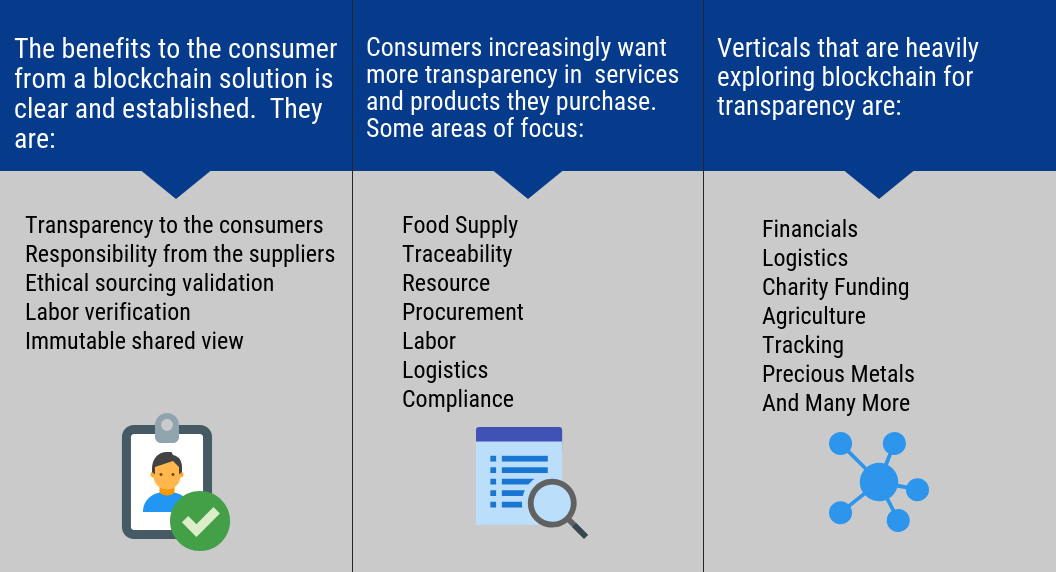 The benefits to the consumer
from a blockchain solution is
clear and established.  They
are:
Transparency to the consumers
Responsibility from the suppliers
Ethical sourcing validation
Labor verification
Immutable shared view
Consumers increasingly want
more transparency in  services
and products they purchase.
Some areas of focus:
Food Supply
Traceability
Resource
Procurement
Labor
Logistics
Compliance
Verticals that are heavily
exploring blockchain for
transparency are:
Financials
Logistics
Charity Funding
Agriculture
Tracking
Precious Metals
And Many More